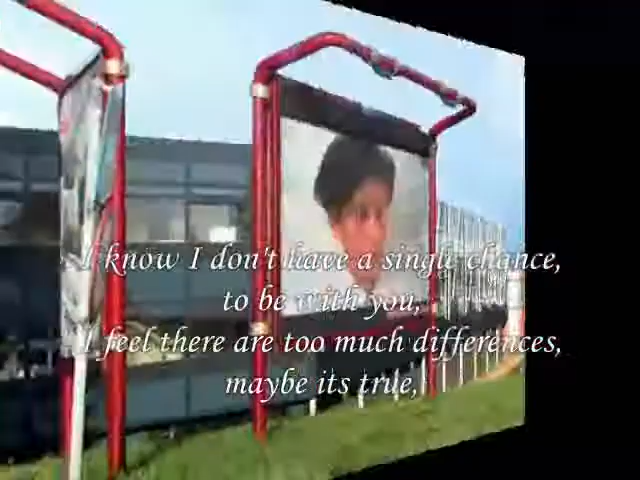 I know I don't have a single chance,
to be with you,
I feel there are too much differences,
maybe its true,